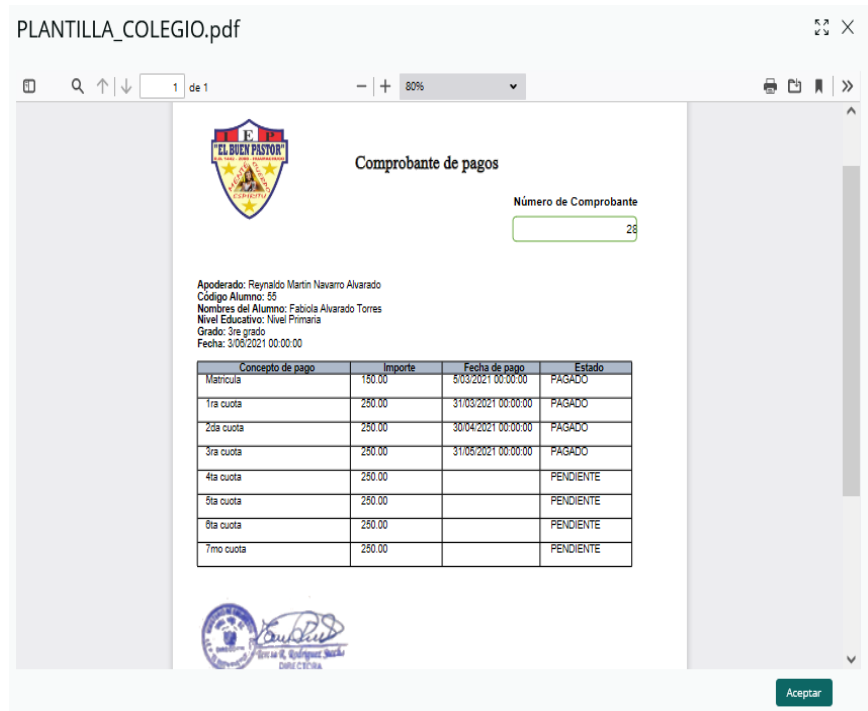 PLANTILLA_COLEGIO.pdf
1 de 1
80%
I E P
"EL BUEN PASTOR"
MENTE CUERPO
ESPIRITU
Comprobante de pagos
Número de Comprobante
28
Apoderado: Reynaldo Martin Navarro Alvarado
Código Alumno: 55
Nombres del Alumno: Fabiola Alvarado Torres
Nivel Educativo: Nivel Primaria
Grado: 3re grado
Fecha: 3/06/2021 00:00:00
Concepto de pago Importe Fecha de pago Estado
Matricula 150.00 5/03/2021 00:00:00 PAGADO
1ra cuota 250.00 31/03/2021 00:00:00 PAGADO
2da cuota 250.00 30/04/2021 00:00:00 PAGADO
3ra cuota 250.00 31/05/2021 00:00:00 PAGADO
4ta cuota 250.00 PENDIENTE
5ta cuota 250.00 PENDIENTE
6ta cuota 250.00 PENDIENTE
7mo cuota 250.00 PENDIENTE
R. Rodriguez
DIRECTORA
Aceptar